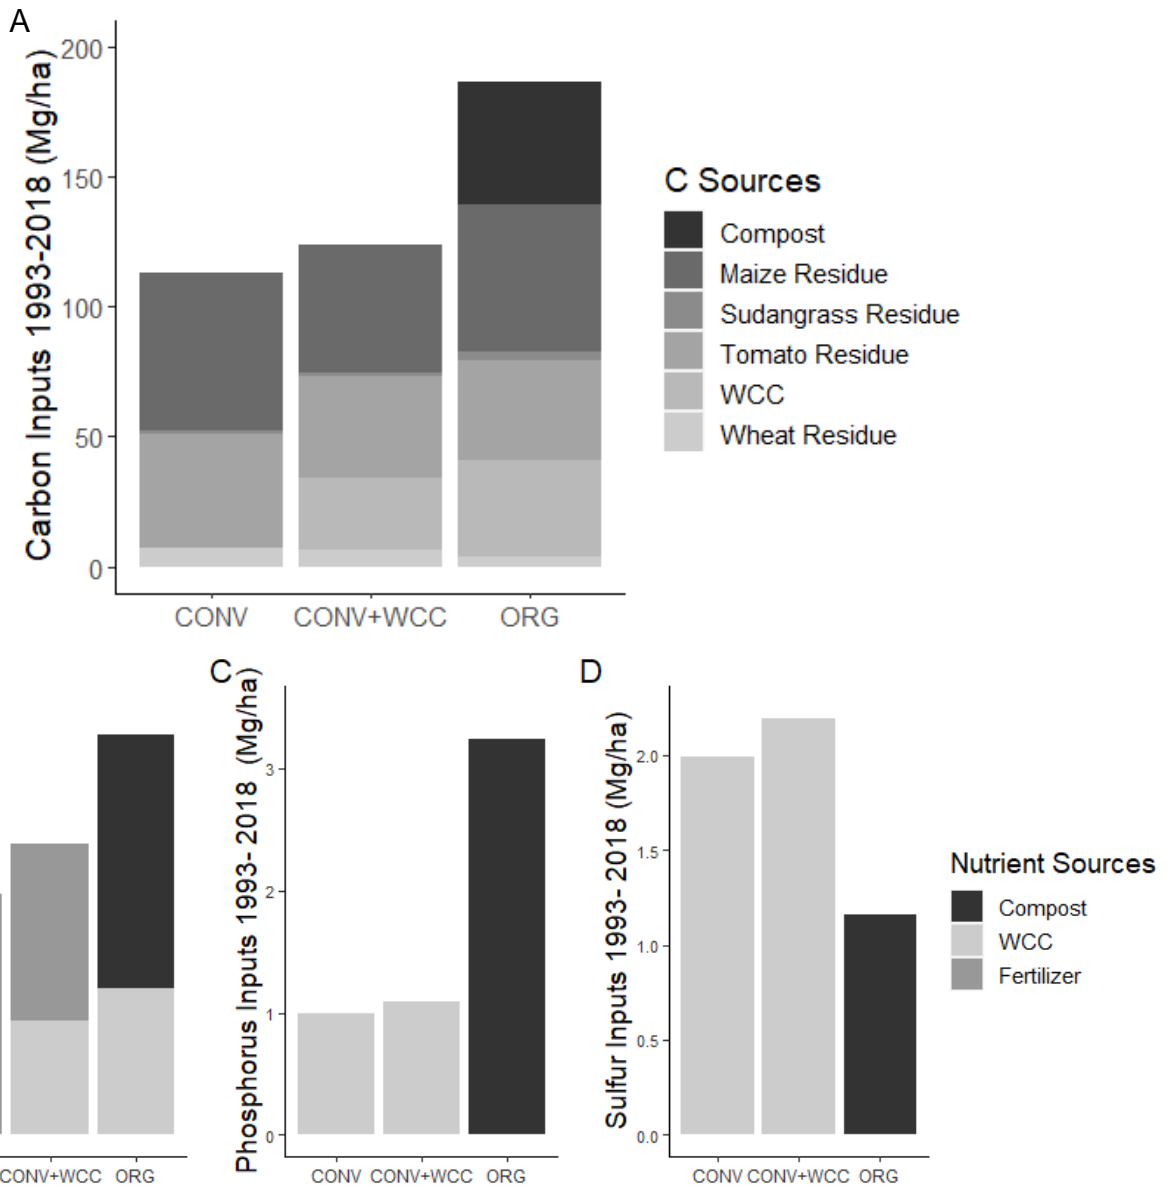 A
Carbon Inputs 1993-2018 (Mg/ha)
200
150
100
50
0
CONV CONV+WCC ORG
C Sources
Compost
Maize Residue
Sudangrass Residue
Tomato Residue
WCC
Wheat Residue
CONV+WCC ORG
C
Phosphorus Inputs 1993- 2018 (Mg/ha)
3
2
1
0
CONV CONV+WCC ORG
D
Sulfur Inputs 1993- 2018 (Mg/ha)
2.0
1.5
1.0
0.5
0.0
CONV CONV+WCC ORG
Nutrient Sources
Compost
WCC
Fertilizer